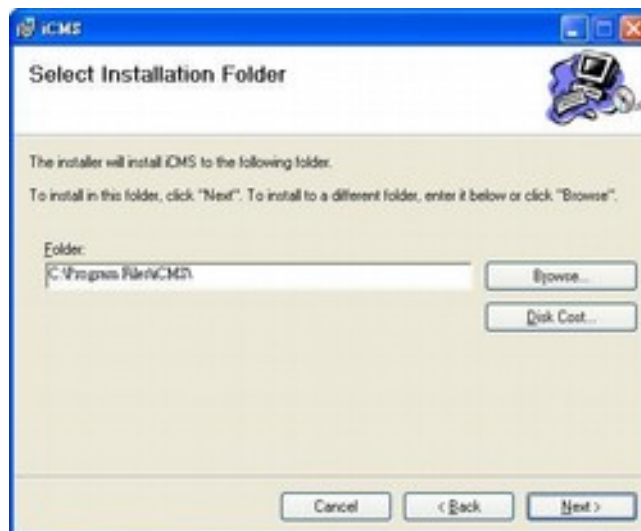 iCMS
Select Installation Folder
The installer will install iCMS to the following folder.
To install in this folder, click "Next". To install to a different folder, enter it below or click "Browse".
Folder:
C:\Program Files\iCMS\
Browse...
Disk Cost...
Cancel
< Back
Next >